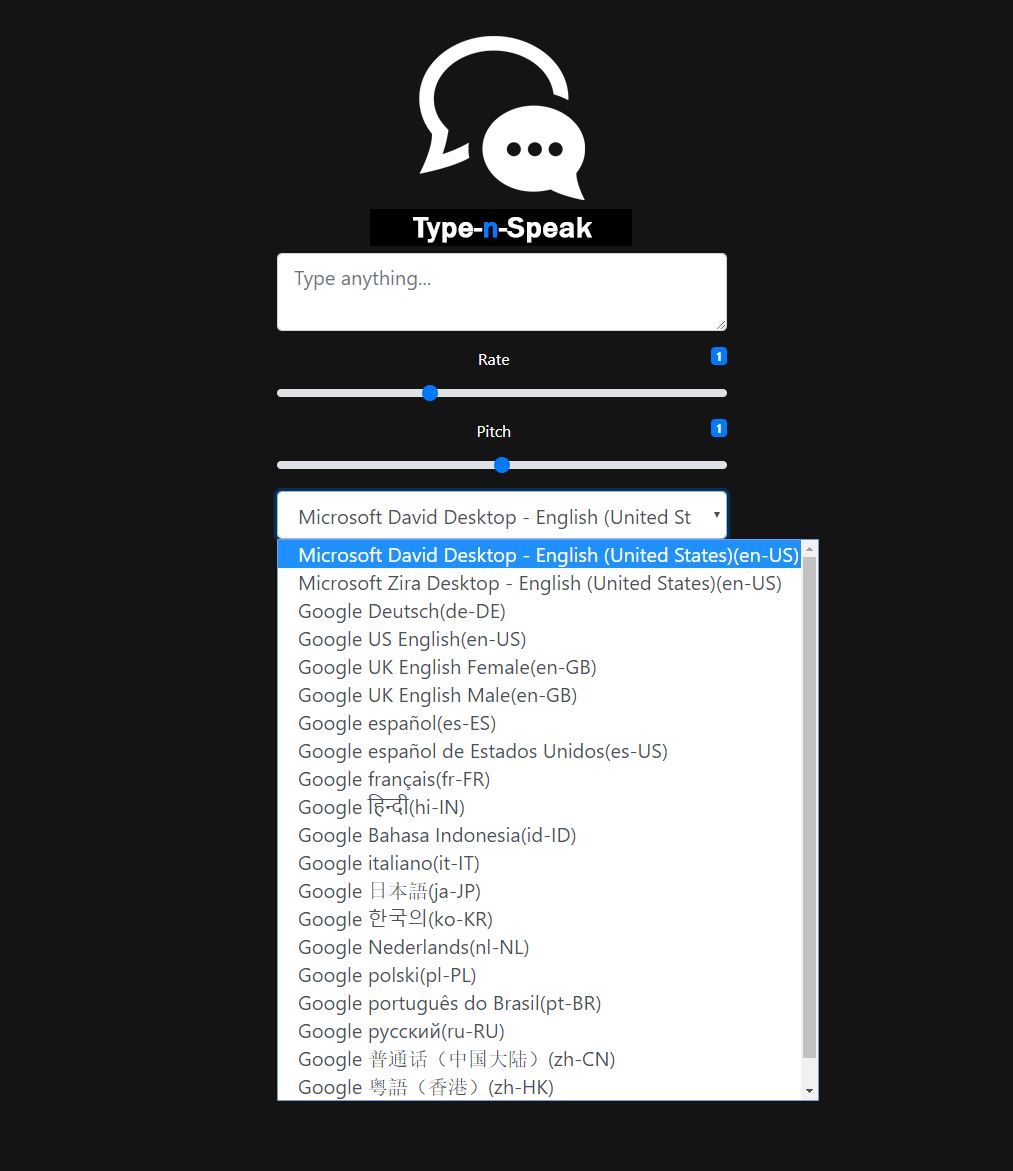 Type-n-Speak
Type anything...
Rate
1
Pitch
1
Microsoft David Desktop - English (United St
Microsoft David Desktop - English (United States)(en-US)
Microsoft Zira Desktop - English (United States)(en-US)
Google Deutsch(de-DE)
Google US English(en-US)
Google UK English Female(en-GB)
Google UK English Male(en-GB)
Google español(es-ES)
Google español de Estados Unidos(es-US)
Google français(fr-FR)
Google हिन्दी(hi-IN)
Google Bahasa Indonesia(id-ID)
Google italiano(it-IT)
Google 日本語(ja-JP)
Google 한국의(ko-KR)
Google Nederlands(nl-NL)
Google polski(pl-PL)
Google português do Brasil(pt-BR)
Google русский(ru-RU)
Google 普通话（中国大陆）(zh-CN)
Google 粤語（香港）(zh-HK)